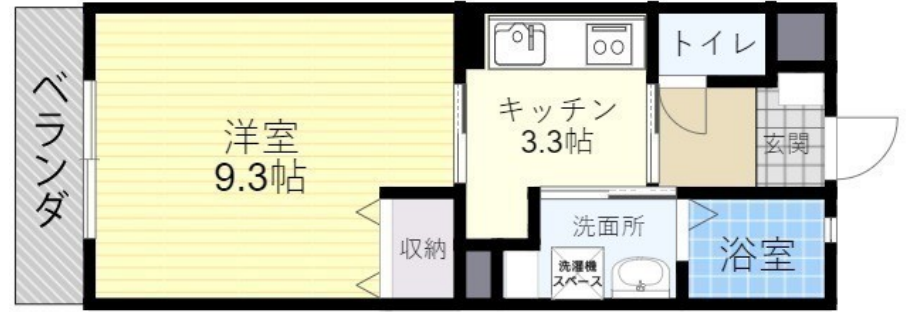 ベランダ
洋室
9.3帖
収納
キッチン
3.3帖
トイレ
玄関
洗面所
洗濯機
スペース
浴室